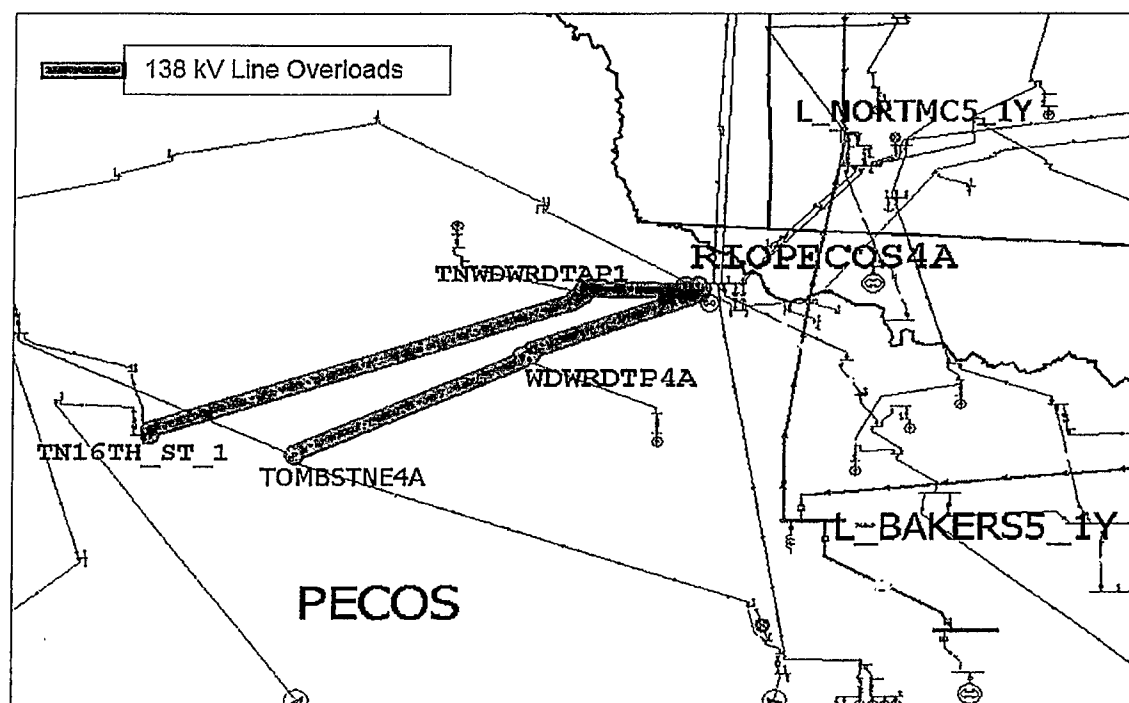 138 kV Line Overloads
L_NORTMC5_1Y
RIOPECOS4A
TNWDWRDTAP1
WDWRDTP4A
TN16TH_ST_1
TOMBSTNE4A
L_BAKERS5_1Y
PECOS